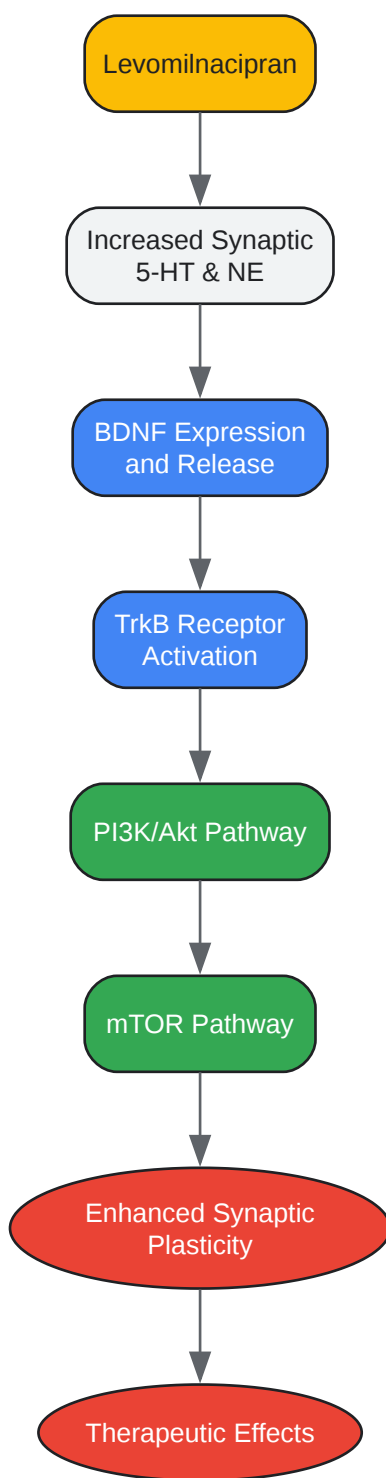 Levomilnacipran
Increased Synaptic
5-HT & NE
BDNF Expression
and Release
TrkB Receptor
Activation
PI3K/Akt Pathway
mTOR Pathway
Enhanced Synaptic
Plasticity
Therapeutic Effects